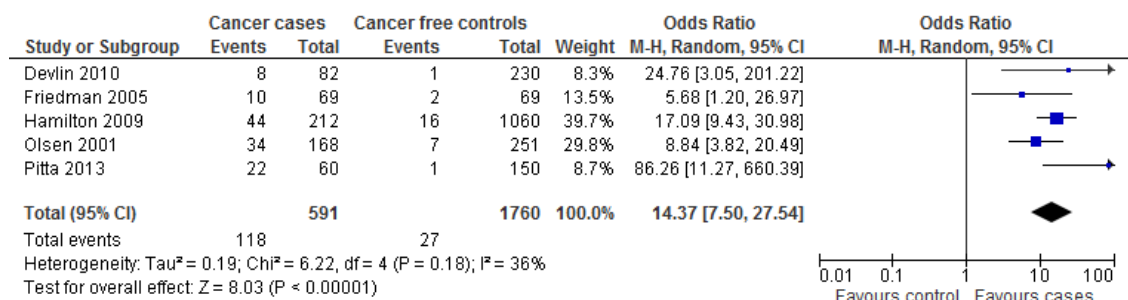 Cancer cases Cancer free controls Odds Ratio Odds Ratio
Study or Subgroup Events Total Events Total Weight M-H, Random, 95% CI M-H, Random, 95% CI
Devlin 2010 8 82 1 230 8.3% 24.76 [3.05, 201.22]
Friedman 2005 10 69 2 69 13.5% 5.68 [1.20, 26.97]
Hamilton 2009 44 212 16 1060 39.7% 17.09 [9.43, 30.98]
Olsen 2001 34 168 7 251 29.8% 8.84 [3.82, 20.49]
Pitta 2013 22 60 1 150 8.7% 86.26 [11.27, 660.39]
Total (95% CI) 591 1760 100.0% 14.37 [7.50, 27.54]
Total events 118 27
Heterogeneity: Tau² = 0.19; Chi² = 6.22, df = 4 (P = 0.18); I² = 36%
Test for overall effect: Z = 8.03 (P < 0.00001)
0.01 0.1 1 10 100
Favours control Favours cases